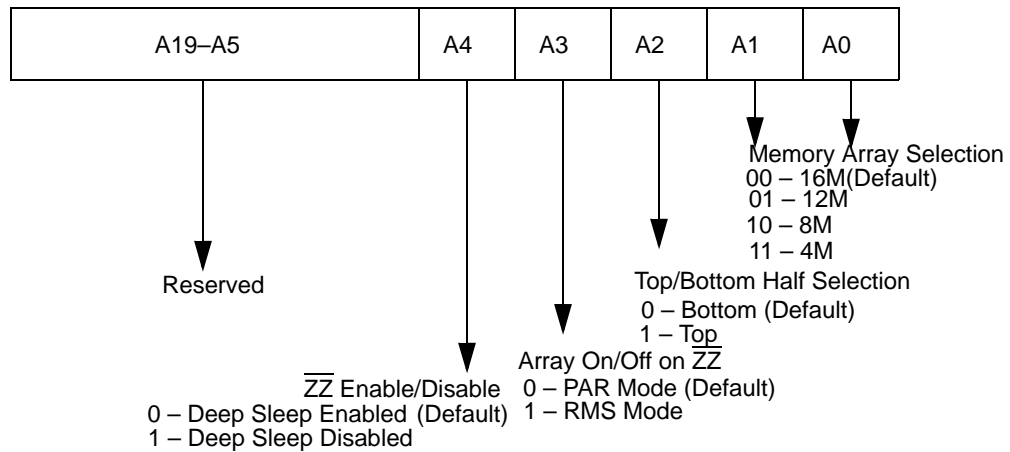 A19–A5 A4 A3 A2 A1 A0
Memory Array Selection
00 – 16M(Default)
01 – 12M
10 – 8M
11 – 4M
Reserved
Top/Bottom Half Selection
0 – Bottom (Default)
1 – Top
Array On/Off on Z̅Z̅
0 – PAR Mode (Default)
1 – RMS Mode
Z̅Z̅ Enable/Disable
0 – Deep Sleep Enabled (Default)
1 – Deep Sleep Disabled